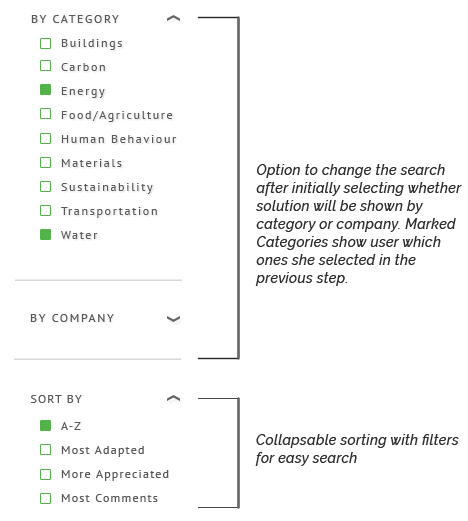 BY CATEGORY
Buildings
Carbon
Energy
Food/Agriculture
Human Behaviour
Materials
Sustainability
Transportation
Water
BY COMPANY
Option to change the search
after initially selecting whether
solution will be shown by
category or company. Marked
Categories show user which
ones she selected in the
previous step.
SORT BY
A-Z
Most Adapted
More Appreciated
Most Comments
Collapsable sorting with filters
for easy search